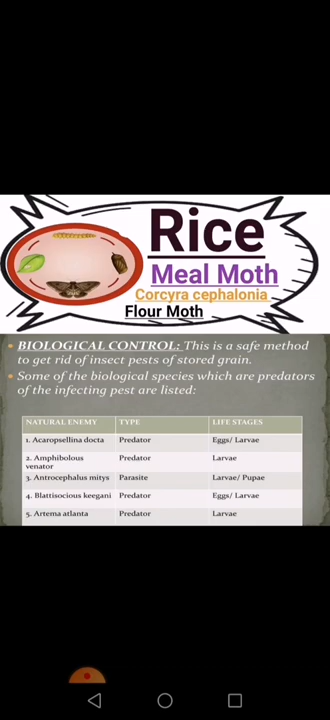 Rice
Meal Moth
Corcyra cephalonia
Flour Moth
• BIOLOGICAL CONTROL: This is a safe method
to get rid of insect pests of stored grain.
• Some of the biological species which are predators
of the infecting pest are listed:
NATURAL ENEMY TYPE LIFE STAGES
1. Acaropsellina docta Predator Eggs/ Larvae
2. Amphibolous Predator Larvae
venator
3. Antrocephalus mitys Parasite Larvae/ Pupae
4. Blattisocious keegani Predator Eggs/ Larvae
5. Artema atlanta Predator Larvae